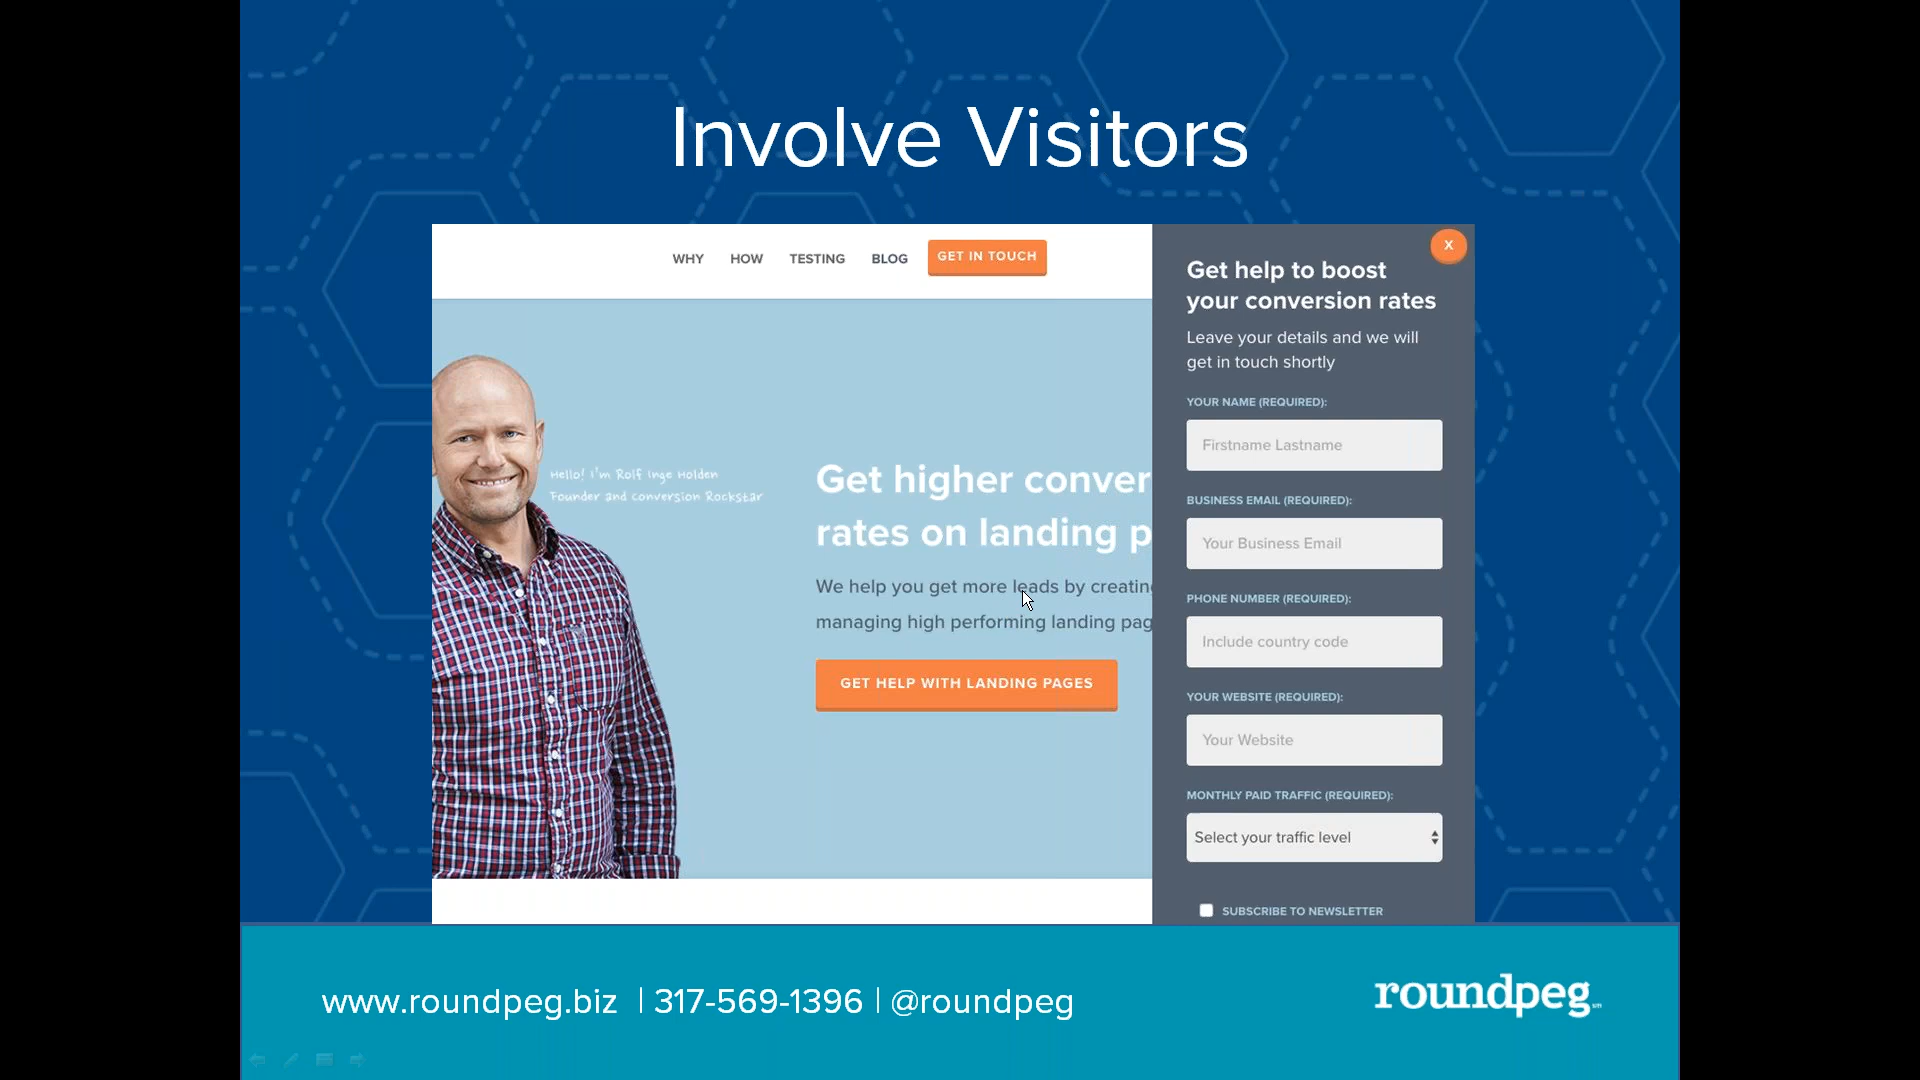 Involve Visitors
WHY HOW TESTING BLOG GET IN TOUCH
X
Get help to boost
your conversion rates
Leave your details and we will
get in touch shortly
YOUR NAME (REQUIRED):
Firstname Lastname
BUSINESS EMAIL (REQUIRED):
Your Business Email
PHONE NUMBER (REQUIRED):
Include country code
YOUR WEBSITE (REQUIRED):
Your Website
MONTHLY PAID TRAFFIC (REQUIRED):
Select your traffic level
SUBSCRIBE TO NEWSLETTER
Hello! I'm Rolf Inge Holden
Founder and conversion Rockstar
Get higher conver
rates on landing p
We help you get more leads by creating
managing high performing landing pag
GET HELP WITH LANDING PAGES
www.roundpeg.biz | 317-569-1396 | @roundpeg
roundpeg